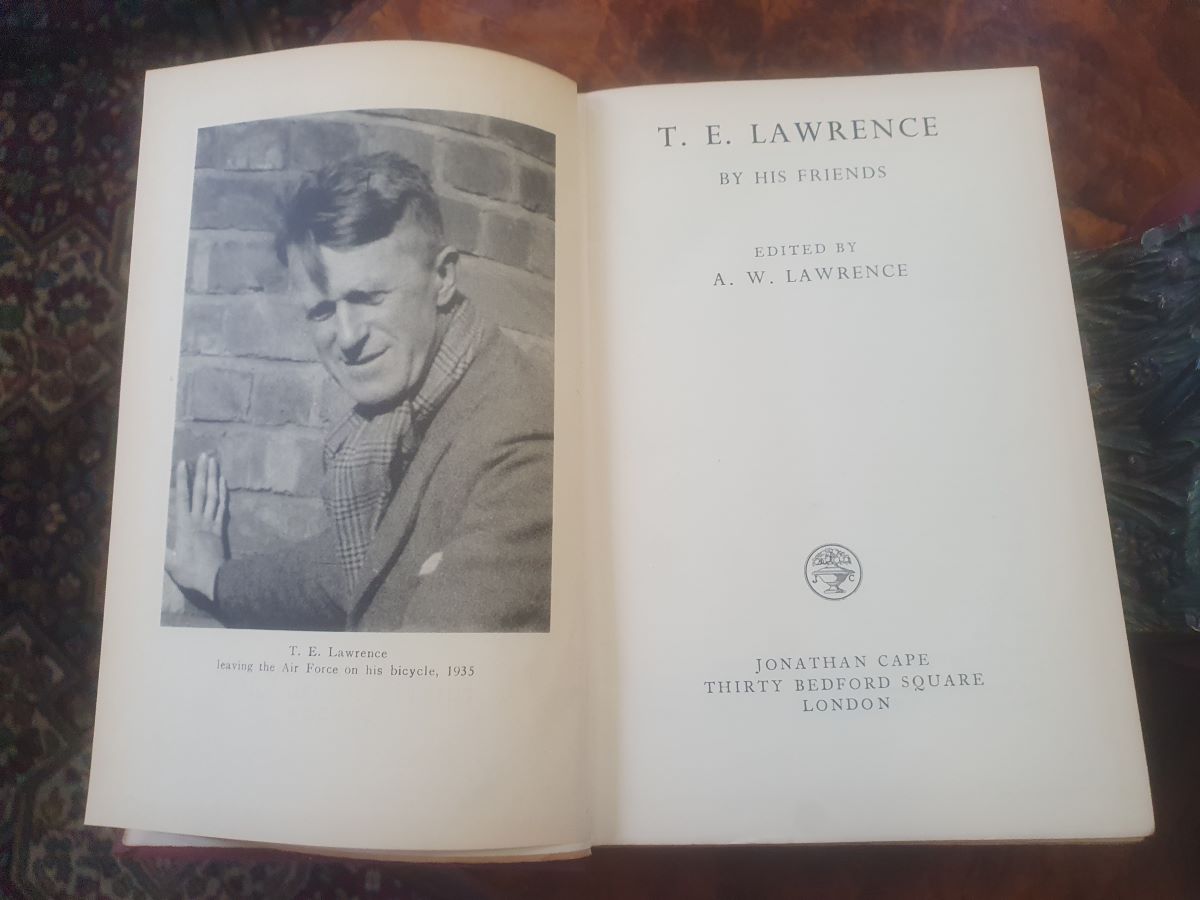 T. E. Lawrence
leaving the Air Force on his bicycle, 1935
T. E. LAWRENCE
BY HIS FRIENDS
EDITED BY
A. W. LAWRENCE
J C
JONATHAN CAPE
THIRTY BEDFORD SQUARE
LONDON